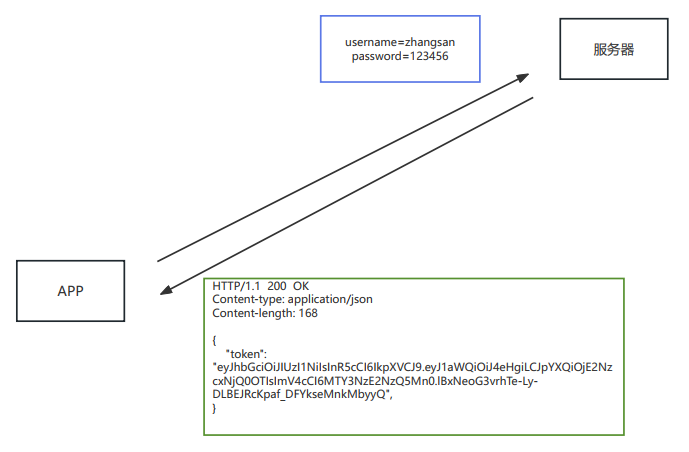 username=zhangsan
password=123456
服务器
APP
HTTP/1.1 200 OK
Content-type: application/json
Content-length: 168
{
"token":
"eyJhbGciOiJIUzI1NiIsInR5cCI6IkpXVCJ9.eyJ1aWQiOiJ4eHgiLCJpYXQiOjE2Nz
cxNjQ0OTIsImV4cCI6MTY3NzE2NzQ5Mn0.lBxNeoG3vrhTe-Ly-
DLBEJRcKpaf_DFYkseMnkMbyyQ",
}